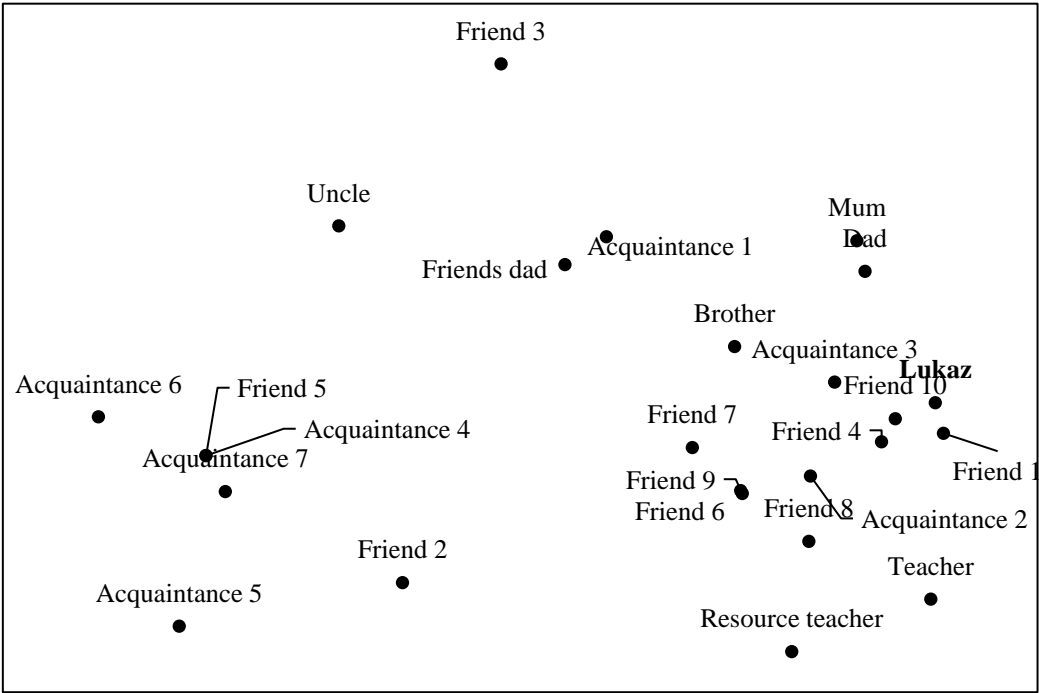 Friend 3
Uncle
Mum
Dad
Acquaintance 1
Friends dad
Brother
Acquaintance 3
Lukaz
Acquaintance 6
Friend 5
Friend 10
Friend 7
Acquaintance 4
Friend 4
Acquaintance 7
Friend 1
Friend 9
Friend 6
Friend 8
Acquaintance 2
Friend 2
Teacher
Acquaintance 5
Resource teacher